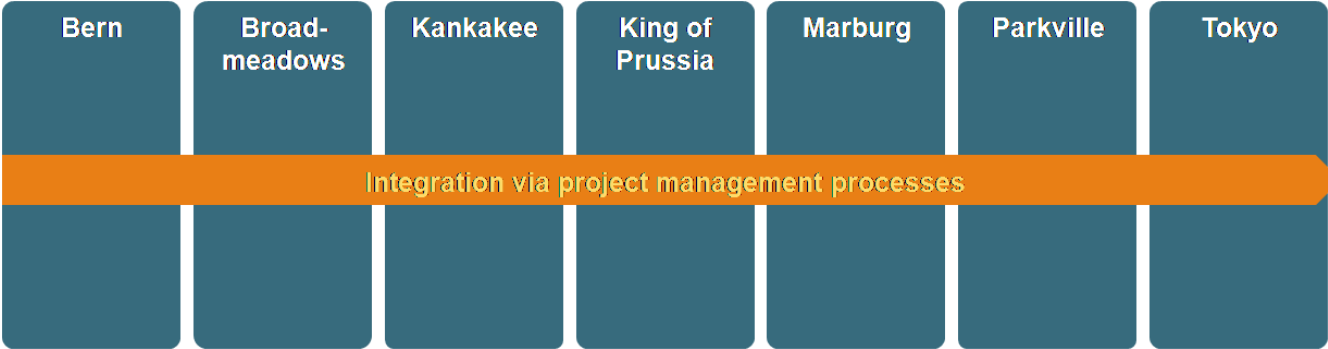 Bern
Broad-
meadows
Kankakee
King of
Prussia
Marburg
Parkville
Tokyo
Integration via project management processes